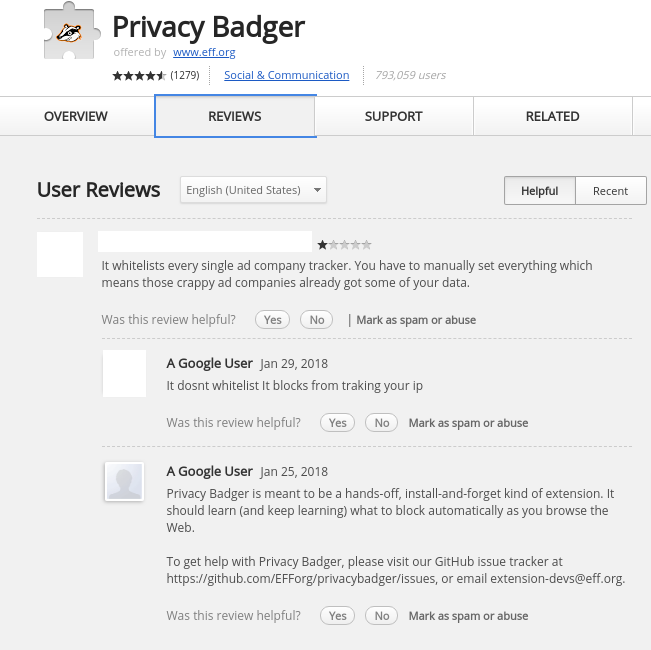 Privacy Badger
offered by www.eff.org
(1279) Social & Communication 793,059 users
OVERVIEW REVIEWS SUPPORT RELATED
User Reviews English (United States) Helpful Recent
It whitelists every single ad company tracker. You have to manually set everything which
means those crappy ad companies already got some of your data.
Was this review helpful? Yes No | Mark as spam or abuse
A Google User Jan 29, 2018
It dosnt whitelist It blocks from traking your ip
Was this review helpful? Yes No Mark as spam or abuse
A Google User Jan 25, 2018
Privacy Badger is meant to be a hands-off, install-and-forget kind of extension. It
should learn (and keep learning) what to block automatically as you browse the
Web.
To get help with Privacy Badger, please visit our GitHub issue tracker at
https://github.com/EFForg/privacybadger/issues, or email extension-devs@eff.org.
Was this review helpful? Yes No Mark as spam or abuse